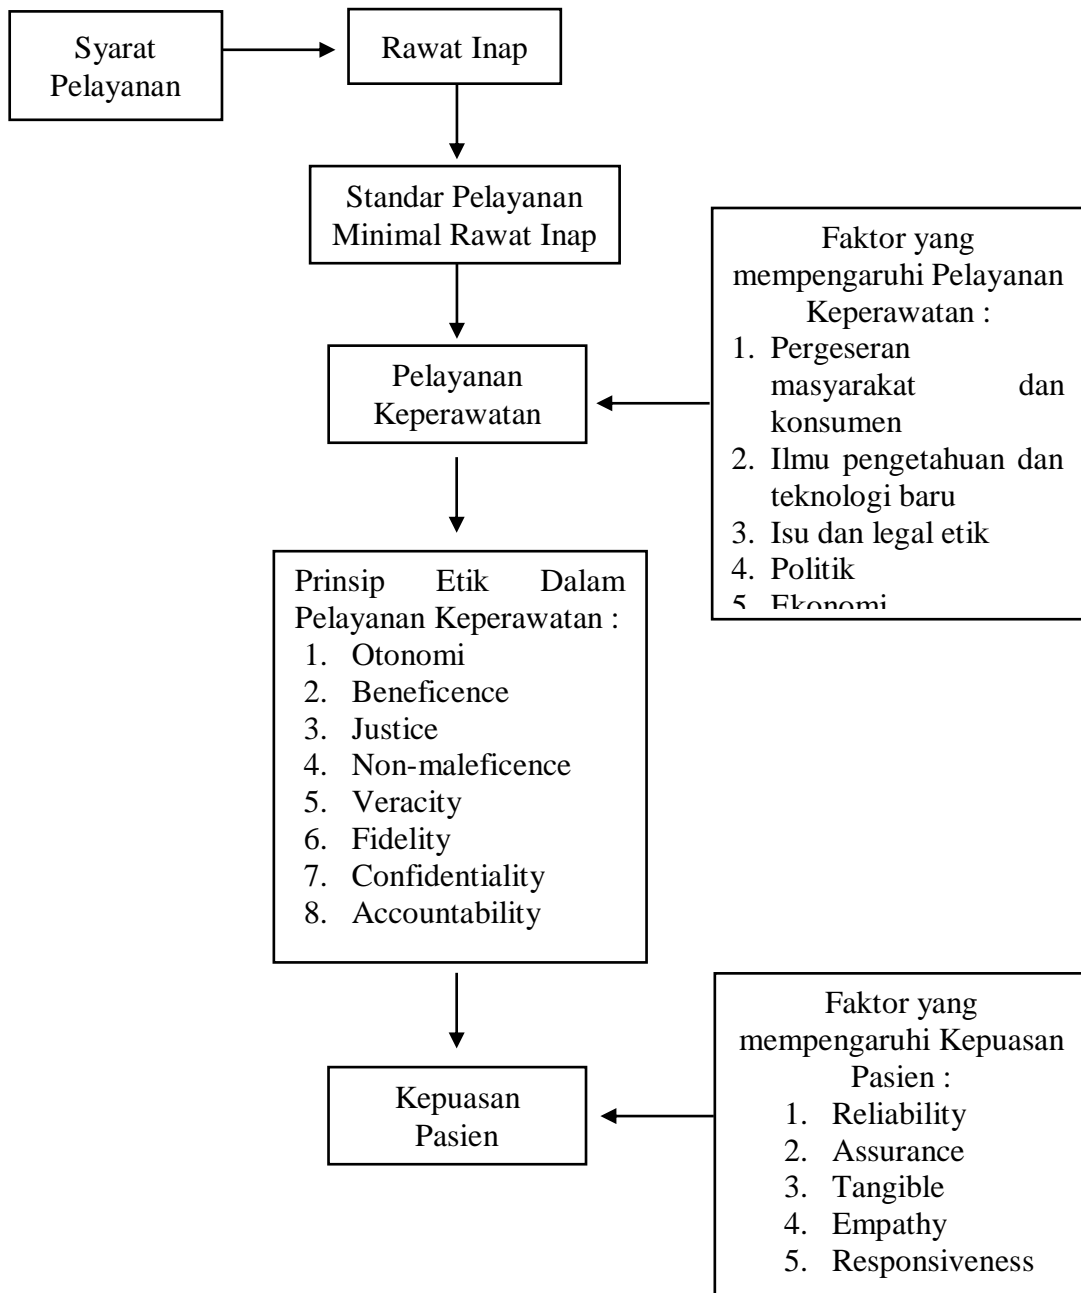 Syarat
Pelayanan
Rawat Inap
Standar Pelayanan
Minimal Rawat Inap
Faktor yang
mempengaruhi Pelayanan
Keperawatan :
1. Pergeseran
masyarakat dan
konsumen
2. Ilmu pengetahuan dan
teknologi baru
3. Isu dan legal etik
4. Politik
5. Ekonomi
Pelayanan
Keperawatan
Prinsip Etik Dalam
Pelayanan Keperawatan :
1. Otonomi
2. Beneficence
3. Justice
4. Non-maleficence
5. Veracity
6. Fidelity
7. Confidentiality
8. Accountability
Kepuasan
Pasien
Faktor yang
mempengaruhi Kepuasan
Pasien :
1. Reliability
2. Assurance
3. Tangible
4. Empathy
5. Responsiveness